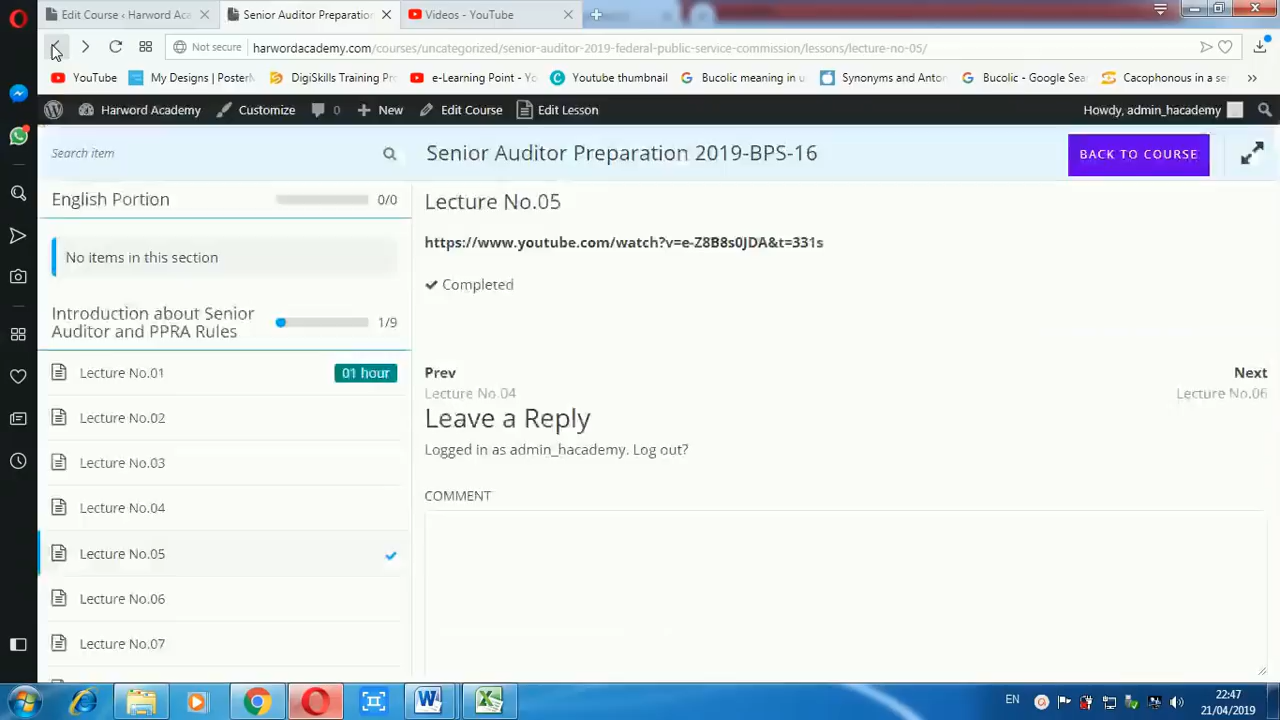 Edit Course ‹ Harword Aca
Senior Auditor Preparation
Videos - YouTube
Not secure
harwordacademy.com/courses/uncategorized/senior-auditor-2019-federal-public-service-commission/lessons/lecture-no-05/
YouTube
My Designs | PosterM
DigiSkills Training Pr
e-Learning Point - Yo
Youtube thumbnail
Bucolic meaning in u
Synonyms and Anton
Bucolic - Google Sea
Cacophonous in a se
Harword Academy
Customize
0
New
Edit Course
Edit Lesson
Howdy, admin_hacademy
Search item
Senior Auditor Preparation 2019-BPS-16
BACK TO COURSE
English Portion
0/0
No items in this section
Introduction about Senior
Auditor and PPRA Rules
1/9
Lecture No.01
01 hour
Lecture No.02
Lecture No.03
Lecture No.04
Lecture No.05
Lecture No.06
Lecture No.07
Lecture No.05
https://www.youtube.com/watch?v=e-Z8B8s0JDA&t=331s
Completed
Prev
Lecture No.04
Next
Lecture No.06
Leave a Reply
Logged in as admin_hacademy. Log out?
COMMENT
EN
22:47
21/04/2019